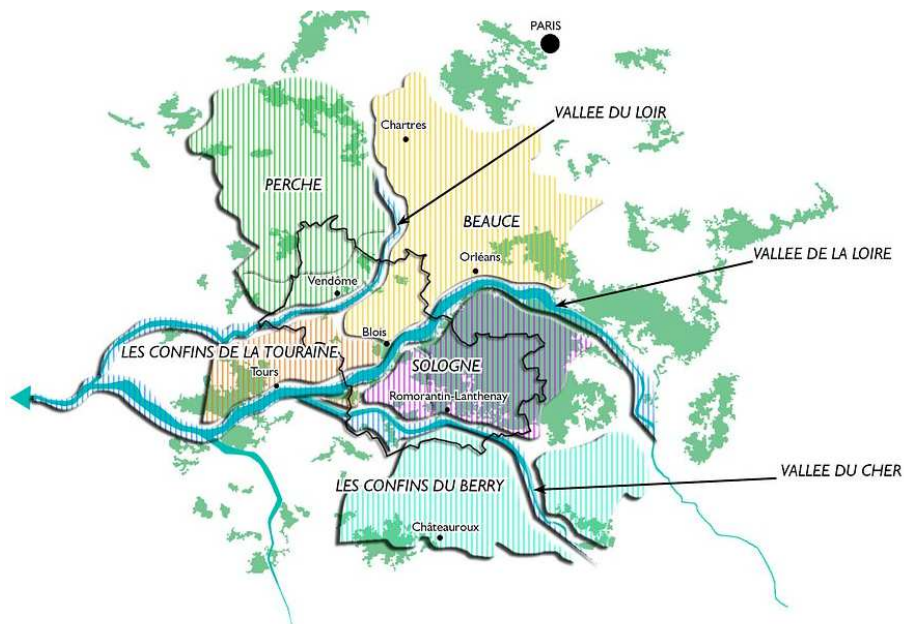 PARIS
VALLEE DU LOIR
Chartres
PERCHE
BEAUCE
Orléans
VALLEE DE LA LOIRE
Vendôme
Blois
LES CONFINS DE LA TOURAINE
SOLOGNE
Tours
Romorantin-Lanthenay
VALLEE DU CHER
LES CONFINS DU BERRY
Châteauroux